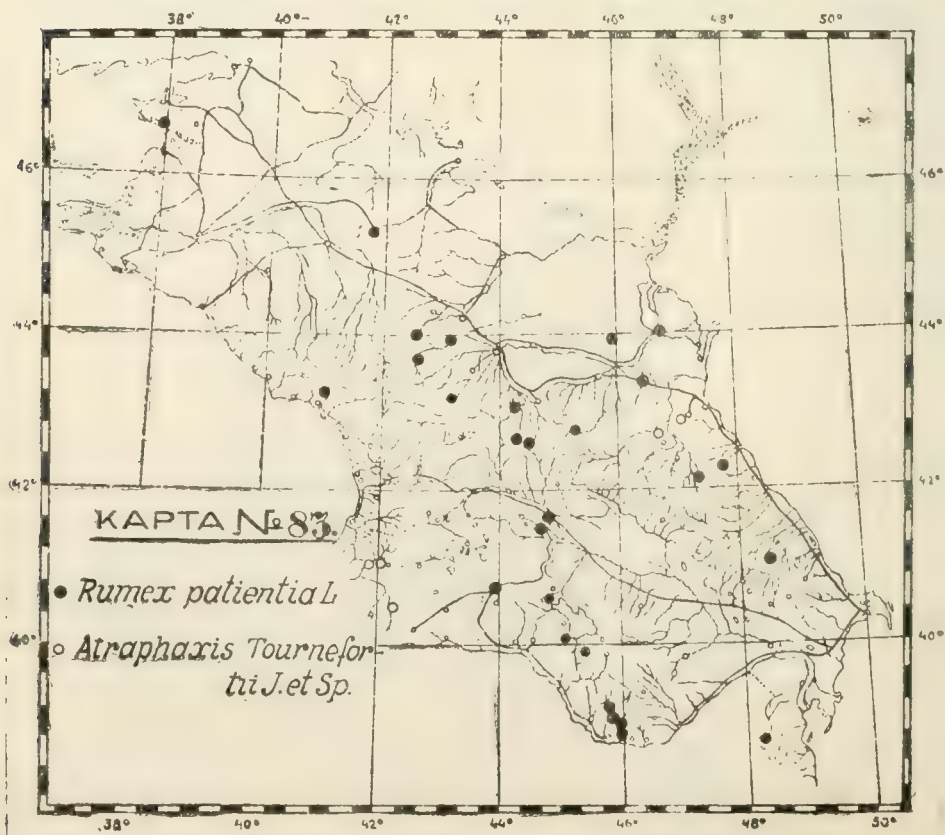 38° 40° 42° 44° 46° 48° 50°
46° 46°
44° 44°
42° 42°
КАРТА № 83.
Rumex patientia L
40° 40°
Atraphaxis Tournefor-
tii J. et Sp.
38° 40° 42° 44° 46° 48° 50°